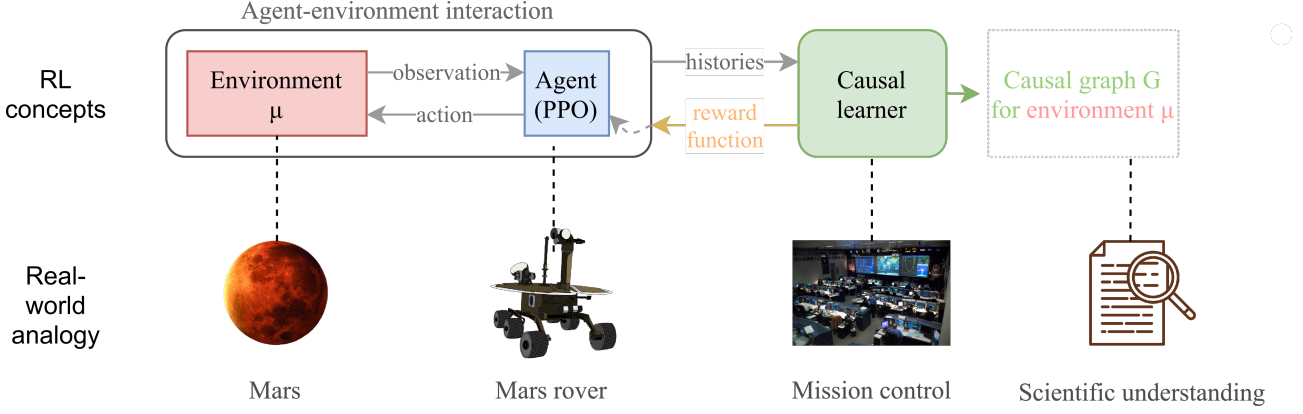 Agent-environment interaction
RL
concepts
Environment
μ
observation
action
Agent
(PPO)
histories
reward
function
Causal
learner
Causal graph G
for environment μ
Real-
world
analogy
Mars
Mars rover
Mission control
Scientific understanding